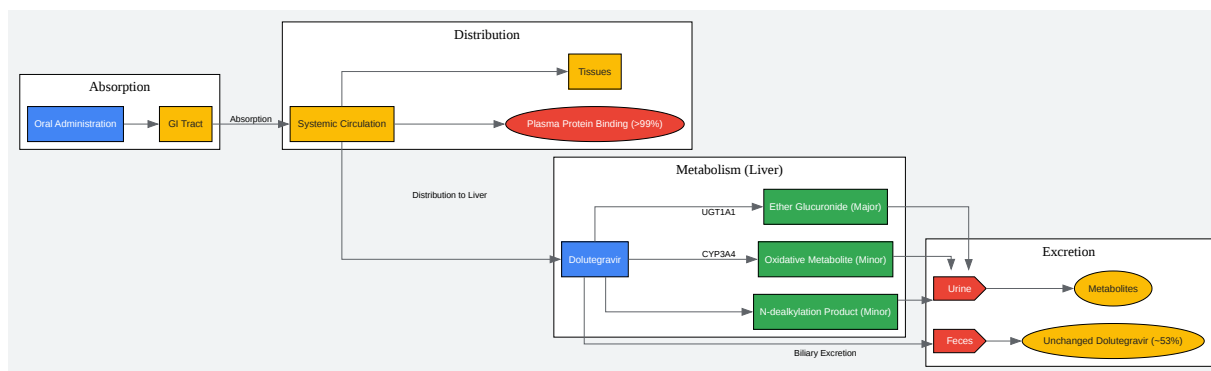 Distribution
Tissues
Absorption
Oral Administration
GI Tract
Absorption
Systemic Circulation
Plasma Protein Binding (>99%)
Metabolism (Liver)
Distribution to Liver
Ether Glucuronide (Major)
UGT1A1
Excretion
Dolutegravir
CYP3A4
Oxidative Metabolite (Minor)
Urine
Metabolites
N-dealkylation Product (Minor)
Feces
Unchanged Dolutegravir (~53%)
Biliary Excretion